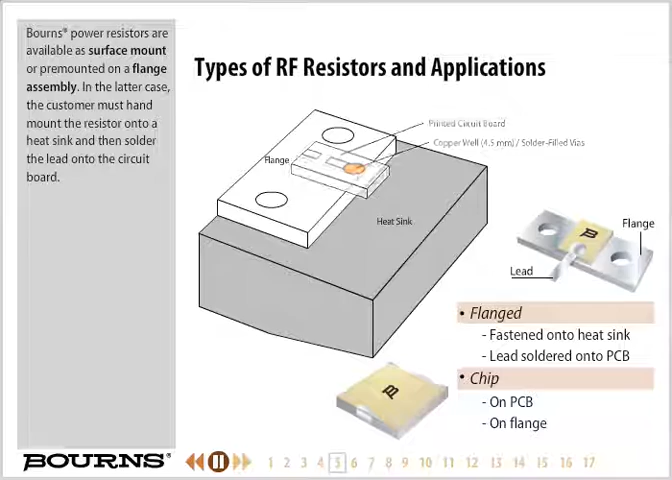 Bourns® power resistors are
available as surface mount
or premounted on a flange
assembly. In the latter case,
the customer must hand
mount the resistor onto a
heat sink and then solder
the lead onto the circuit
board.
Types of RF Resistors and Applications
Printed Circuit Board
Copper Well (4.5 mm) / Solder-Filled Vias
Flange
Heat Sink
Flange
Lead
• Flanged
- Fastened onto heat sink
- Lead soldered onto PCB
• Chip
- On PCB
- On flange
BOURNS®
1 2 3 4 5 6 7 8 9 10 11 12 13 14 15 16 17